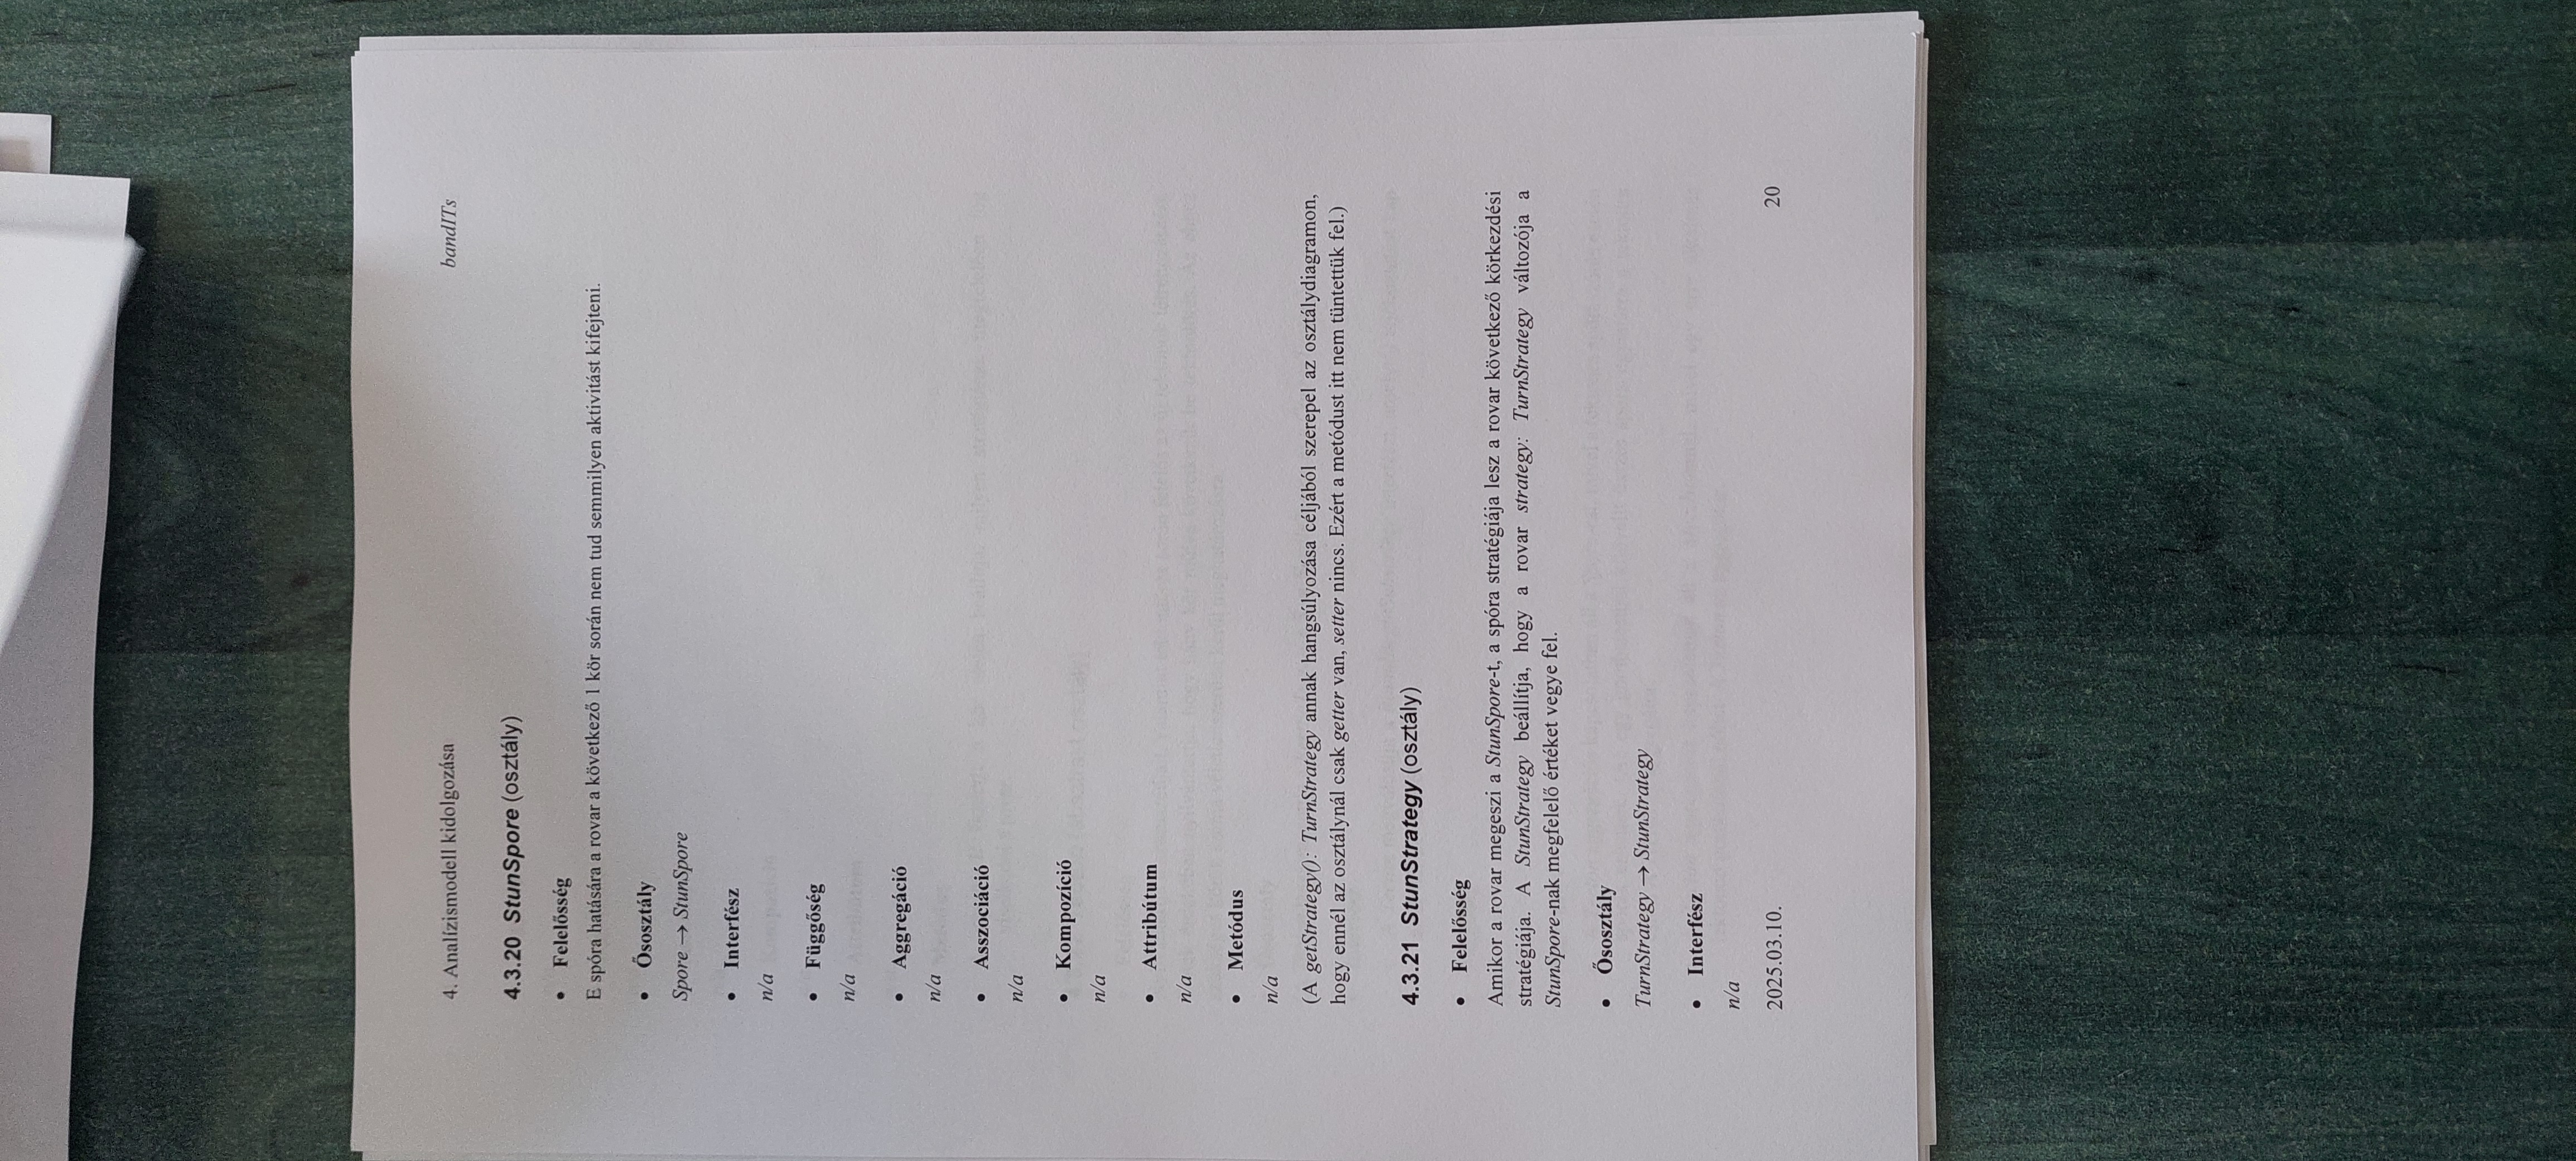 4. Analízismodell kidolgozása bandITs
4.3.20 StunSpore (osztály)
• Felelősség
E spóra hatására a rovar a következő 1 kör során nem tud semmilyen aktivitást kifejteni.
• Ősosztály
Spore → StunSpore
• Interfész
n/a
• Függőség
n/a
• Aggregáció
n/a
• Asszociáció
n/a
• Kompozíció
n/a
• Attribútum
n/a
• Metódus
n/a
(A getStrategy(): TurnStrategy annak hangsúlyozása céljából szerepel az osztálydiagramon,
hogy ennél az osztálynál csak getter van, setter nincs. Ezért a metódust itt nem tüntettük fel.)
4.3.21 StunStrategy (osztály)
• Felelősség
Amikor a rovar megeszi a StunSpore-t, a spóra stratégiája lesz a rovar következő körkezdési
stratégiája. A StunStrategy beállítja, hogy a rovar strategy: TurnStrategy változója a
StunSpore-nak megfelelő értéket vegye fel.
• Ősosztály
TurnStrategy → StunStrategy
• Interfész
n/a
2025.03.10. 20